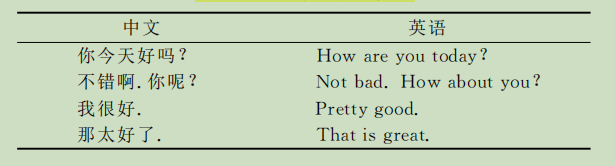 中文 英语
你今天好吗? How are you today?
不错啊.你呢? Not bad. How about you?
我很好. Pretty good.
那太好了. That is great.